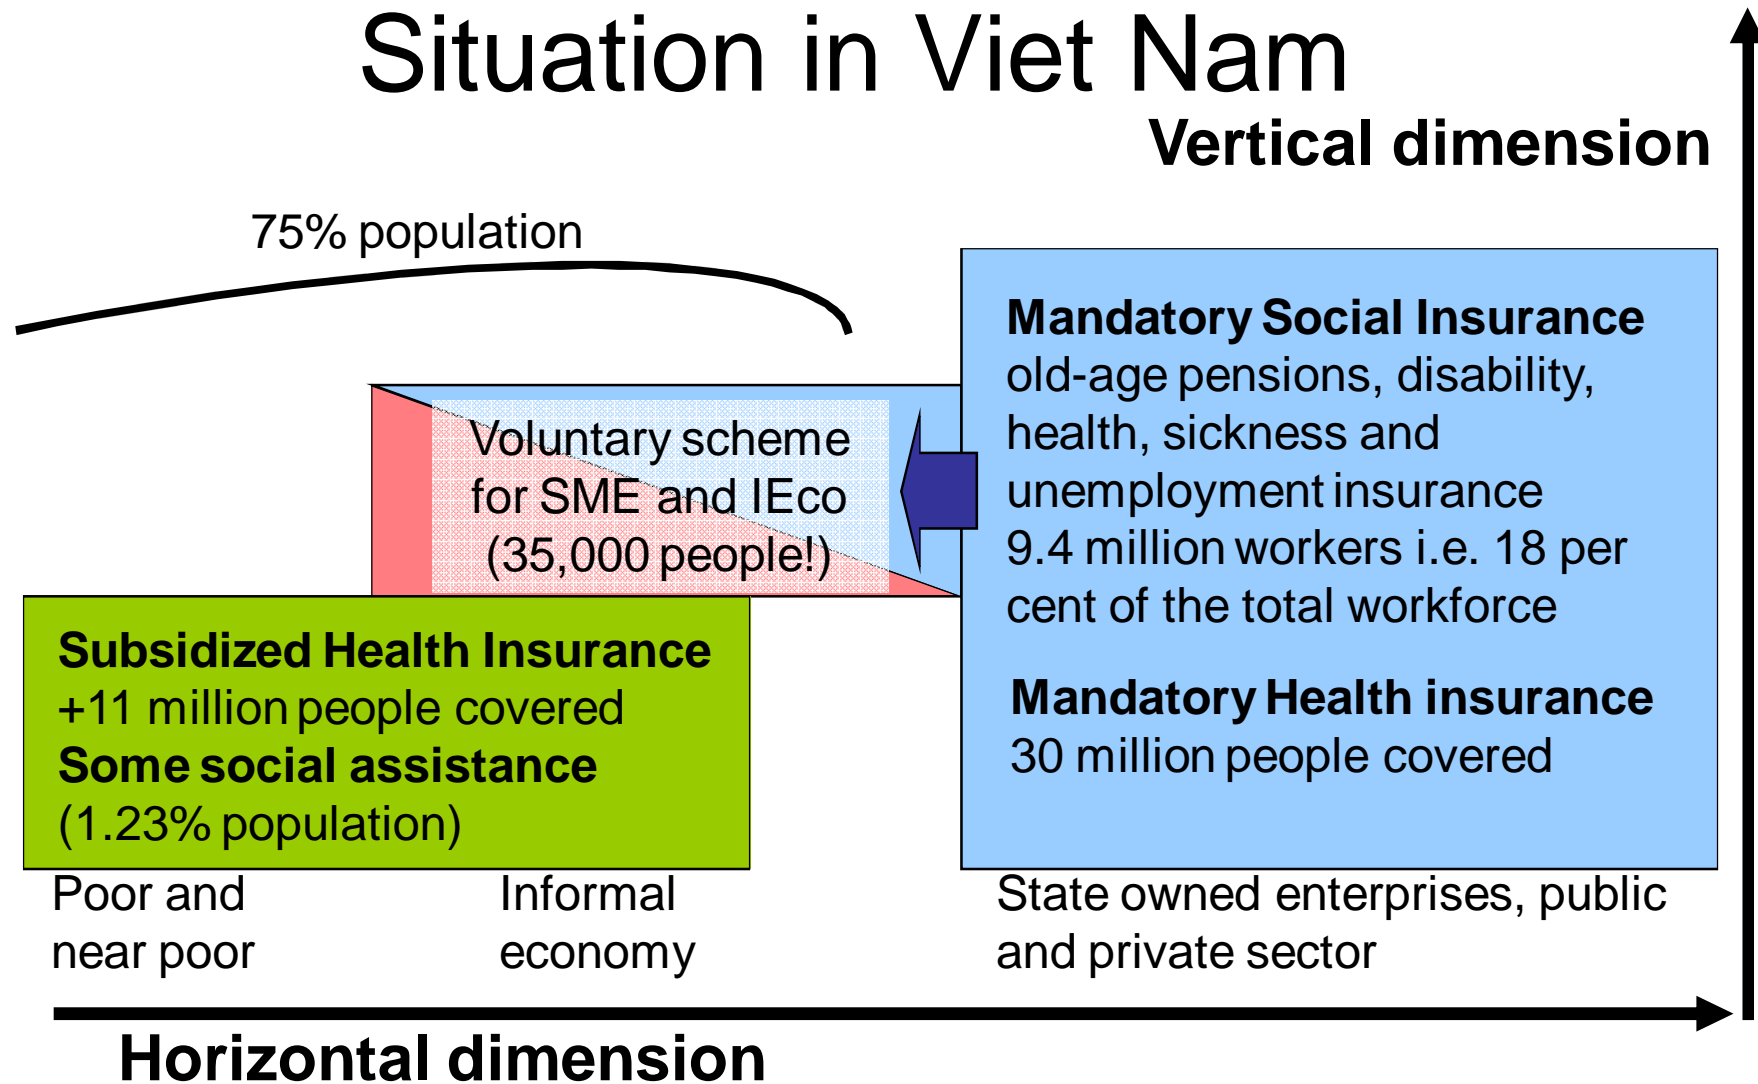 Situation in Viet Nam
Vertical dimension
75% population
Mandatory Social Insurance
old-age pensions, disability,
health, sickness and
unemployment insurance
9.4 million workers i.e. 18 per
cent of the total workforce
Mandatory Health insurance
30 million people covered
Voluntary scheme
for SME and IEco
(35,000 people!)
Subsidized Health Insurance
+11 million people covered
Some social assistance
(1.23% population)
Poor and
near poor
Informal
economy
State owned enterprises, public
and private sector
Horizontal dimension